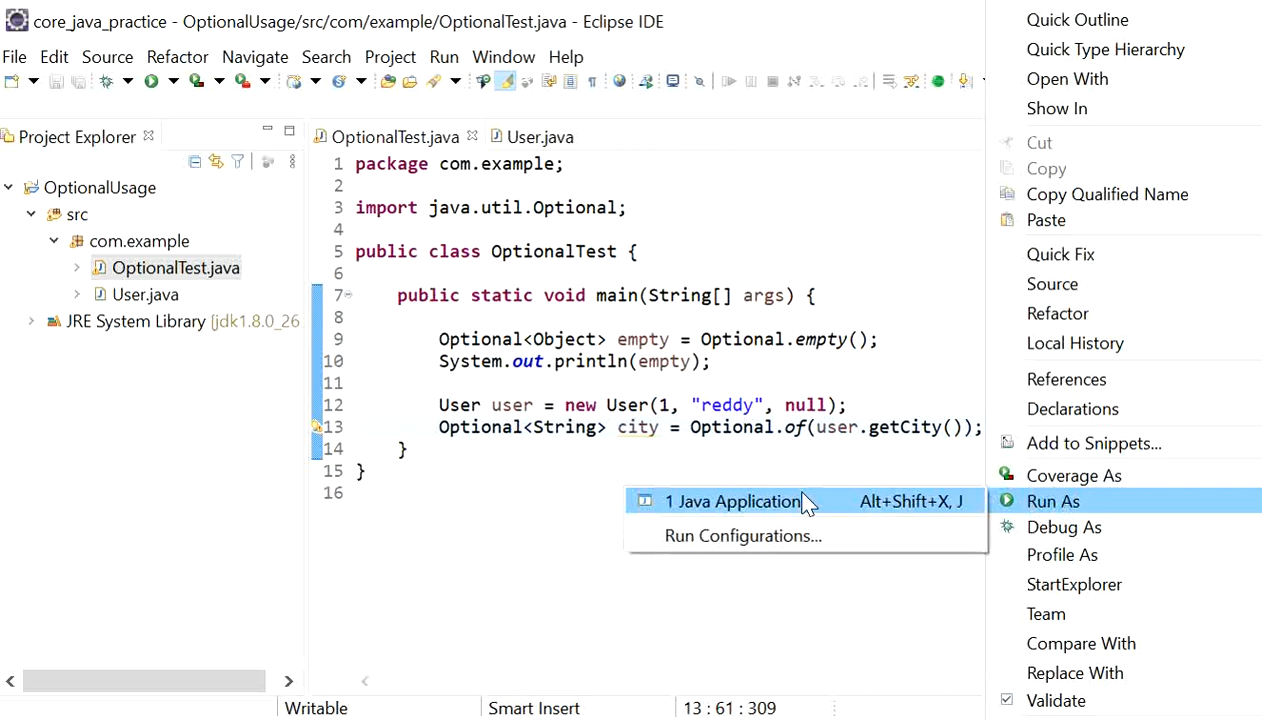 core_java_practice - OptionalUsage/src/com/example/OptionalTest.java - Eclipse IDE
File Edit Source Refactor Navigate Search Project Run Window Help
Project Explorer
OptionalUsage
src
com.example
OptionalTest.java
User.java
JRE System Library [jdk1.8.0_26
OptionalTest.java User.java
1 package com.example;
2
3 import java.util.Optional;
4
5 public class OptionalTest {
6
7 public static void main(String[] args) {
8
9 Optional<Object> empty = Optional.empty();
10 System.out.println(empty);
11
12 User user = new User(1, "reddy", null);
13 Optional<String> city = Optional.of(user.getCity());
14 }
15 }
16
1 Java Application Alt+Shift+X, J
Run Configurations...
Quick Outline
Quick Type Hierarchy
Open With
Show In
Cut
Copy
Copy Qualified Name
Paste
Quick Fix
Source
Refactor
Local History
References
Declarations
Add to Snippets...
Coverage As
Run As
Debug As
Profile As
StartExplorer
Team
Compare With
Replace With
Validate
Writable Smart Insert 13 : 61 : 309